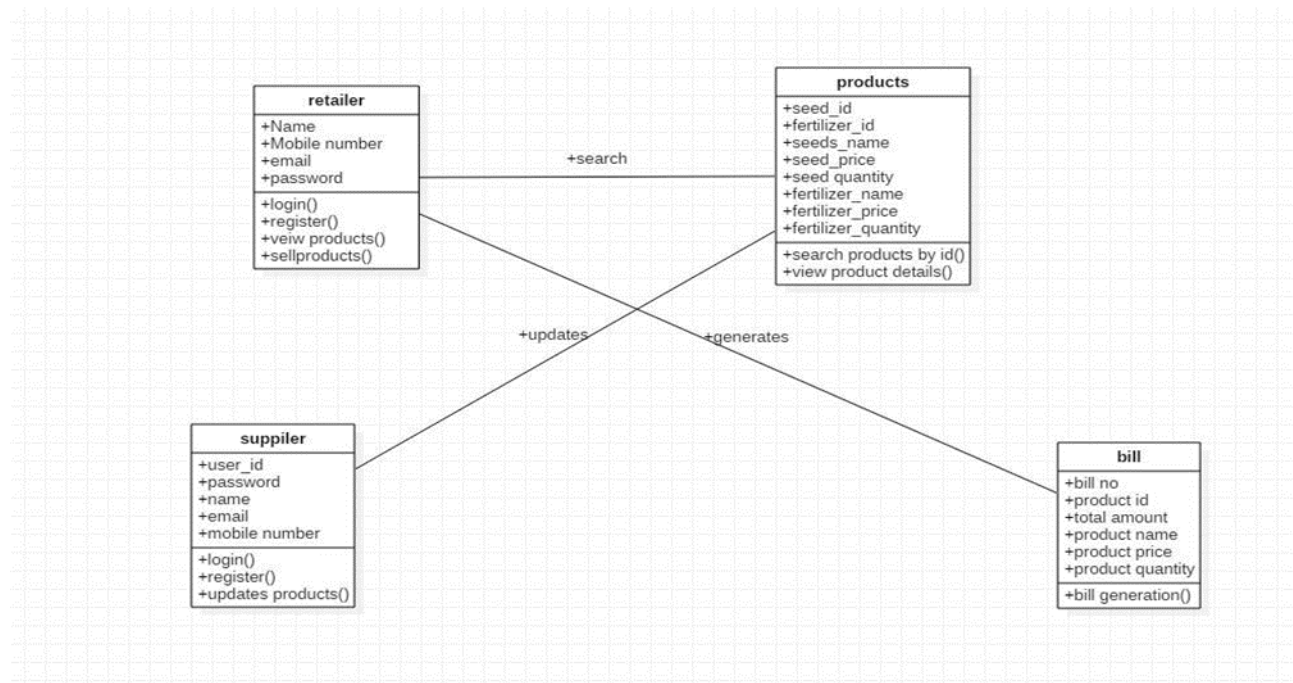 retailer
+Name
+Mobile number
+email
+password
+login()
+register()
+veiw products()
+sellproducts()
+search
products
+seed_id
+fertilizer_id
+seeds_name
+seed_price
+seed quantity
+fertilizer_name
+fertilizer_price
+fertilizer_quantity
+search products by id()
+view product details()
+updates
+generates
suppiler
+user_id
+password
+name
+email
+mobile number
+login()
+register()
+updates products()
bill
+bill no
+product id
+total amount
+product name
+product price
+product quantity
+bill generation()